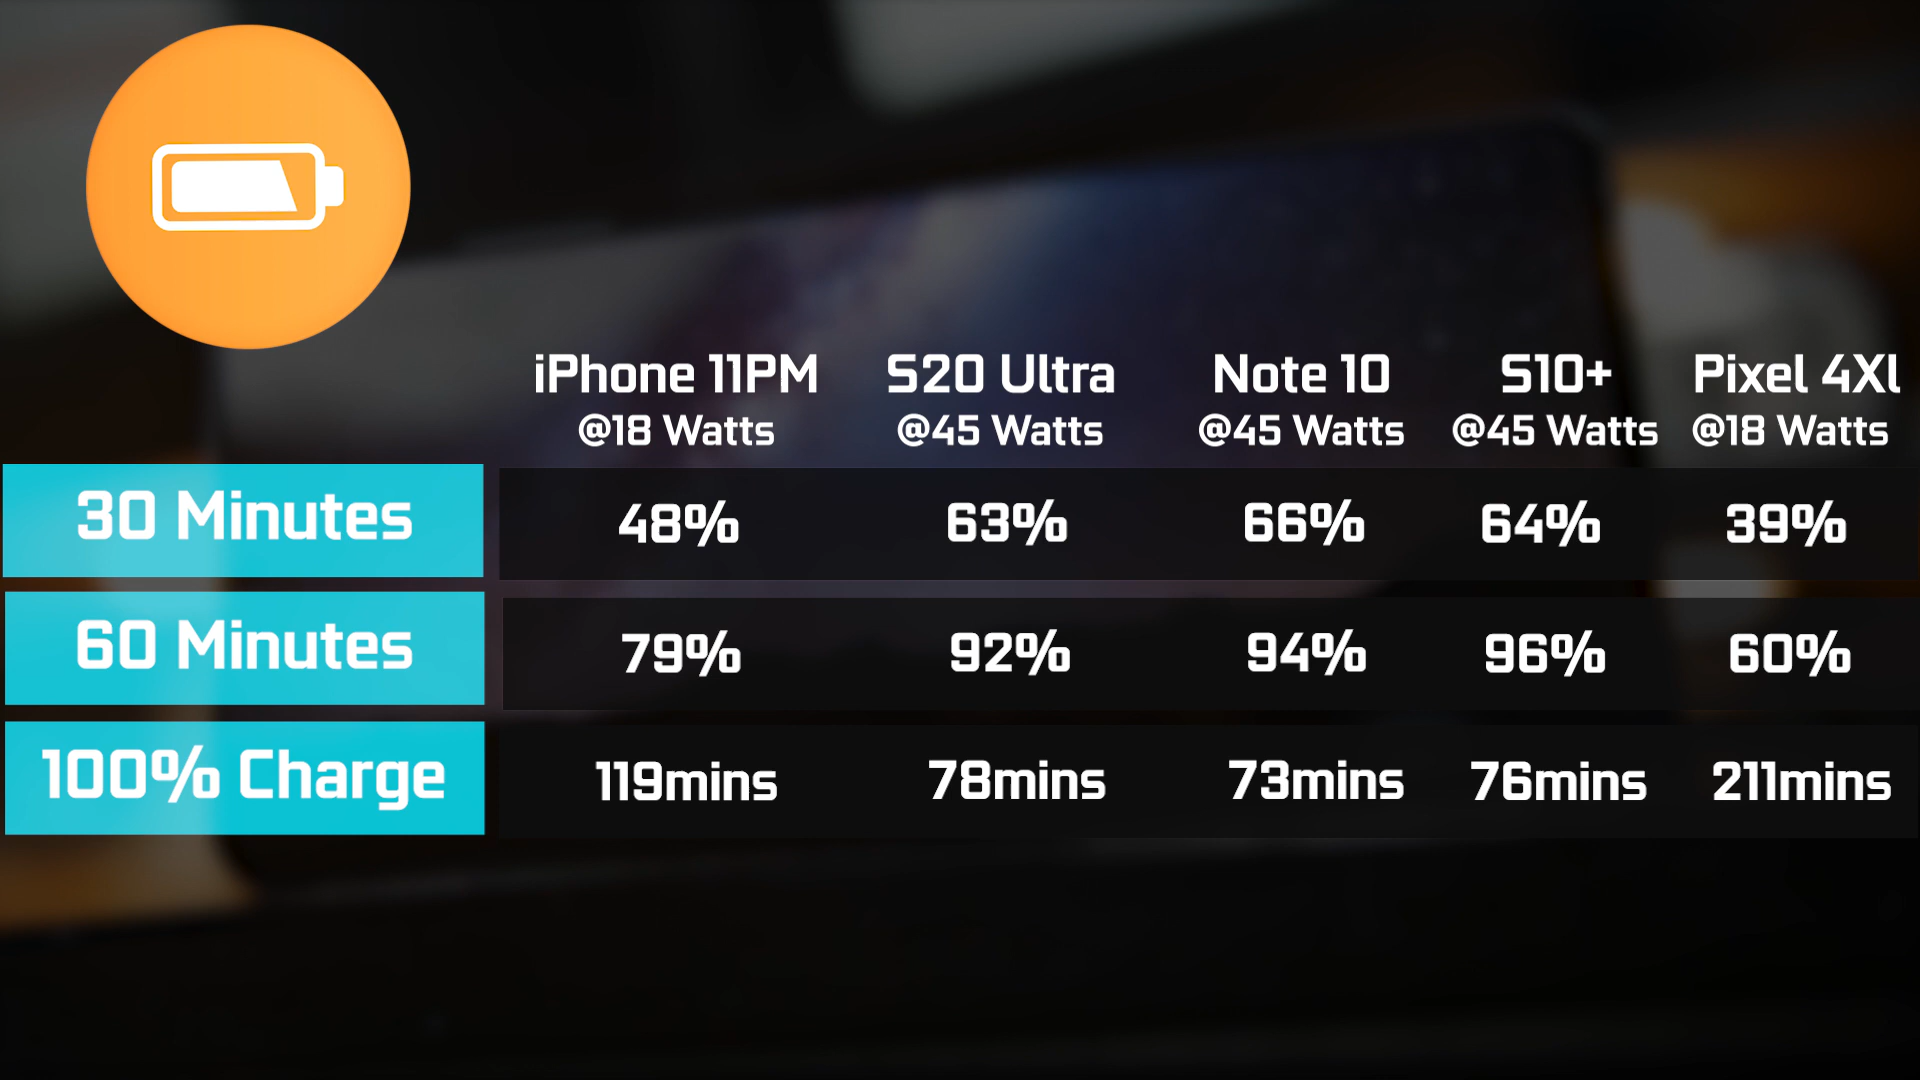 iPhone 11PM S20 Ultra Note 10 S10+ Pixel 4Xl
@18 Watts @45 Watts @45 Watts @45 Watts @18 Watts
30 Minutes 48% 63% 66% 64% 39%
60 Minutes 79% 92% 94% 96% 60%
100% Charge 119mins 78mins 73mins 76mins 211mins